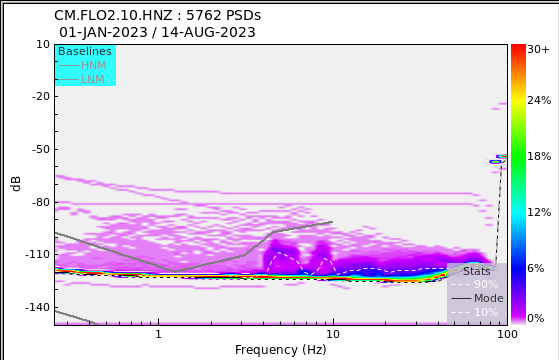 CM.FLO2.10.HNZ : 5762 PSDs
01-JAN-2023 / 14-AUG-2023
Baselines
HNM
LNM
10
-20
-50
-80
-110
-140
dB
1
10
100
Frequency (Hz)
30+
24%
18%
12%
6%
0%
Stats
90%
Mode
10%